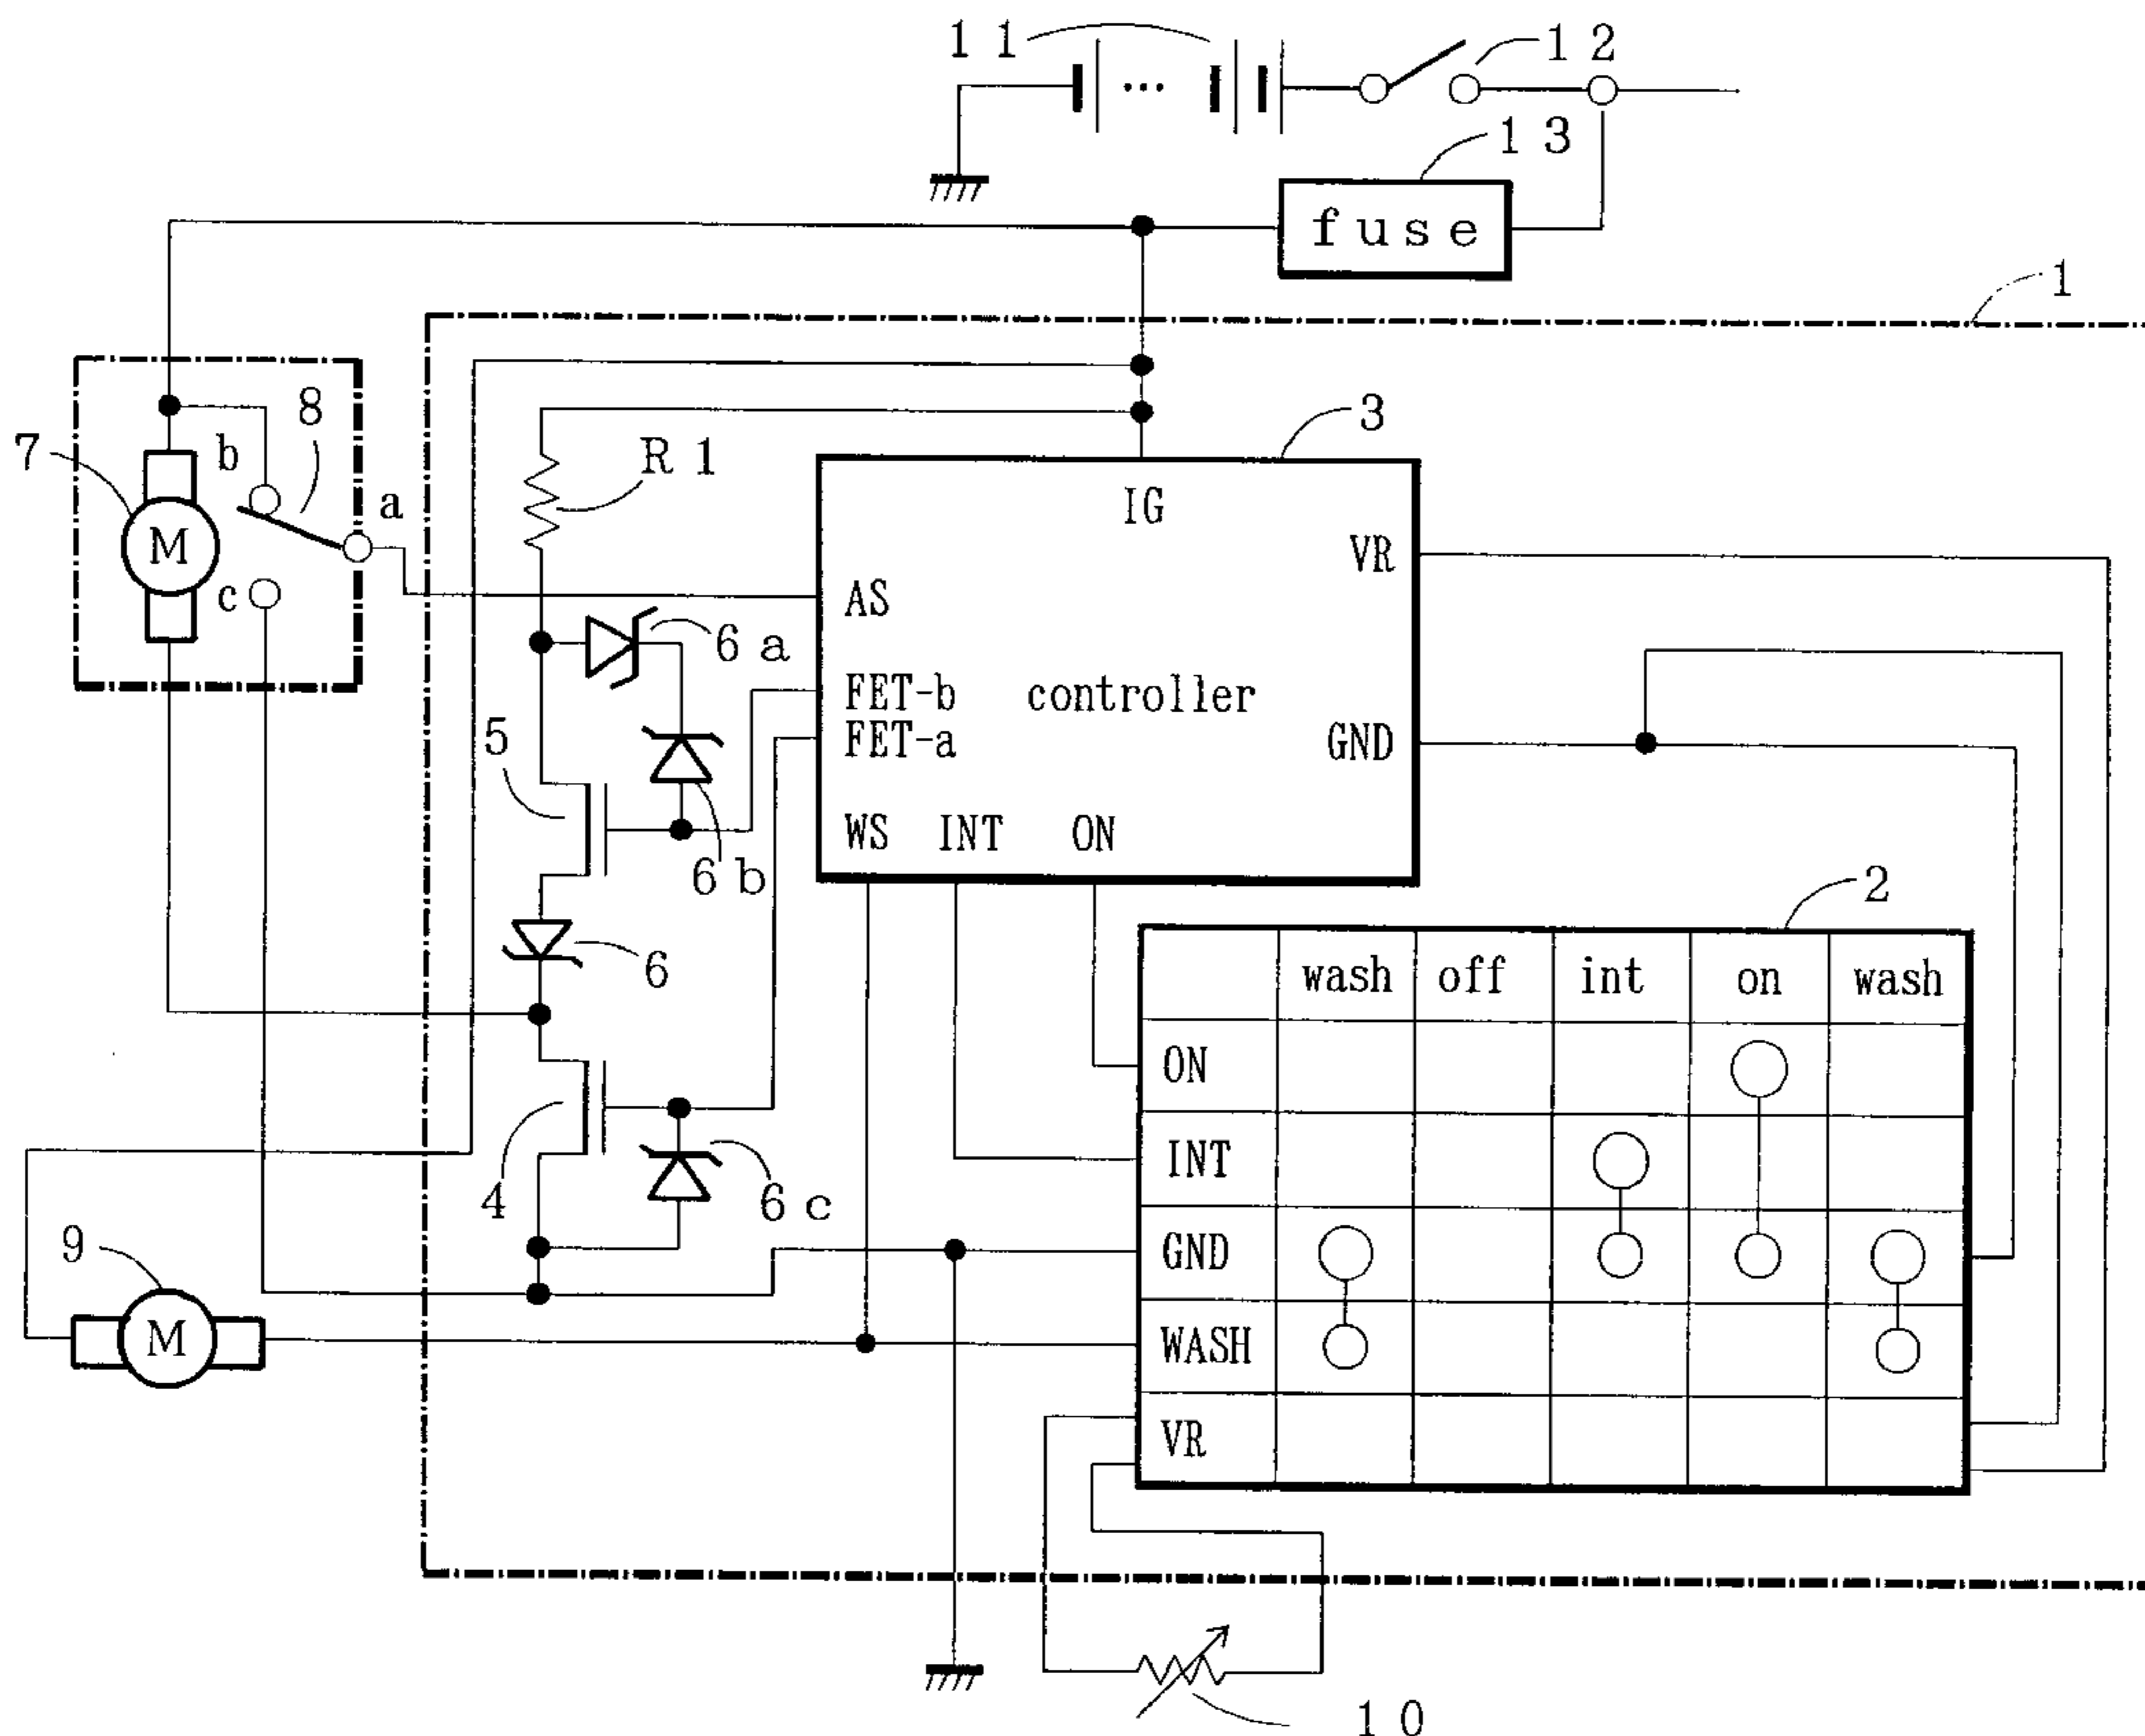 11
12
13
fuse
1
8
3
7
b
R1
a
IG
M
VR
c
AS
6a
FET-b controller
5
FET-a
GND
WS INT ON
6b
2
6
wash off int on wash
ON
4
INT
6c
9
GND
M
WASH
VR
10